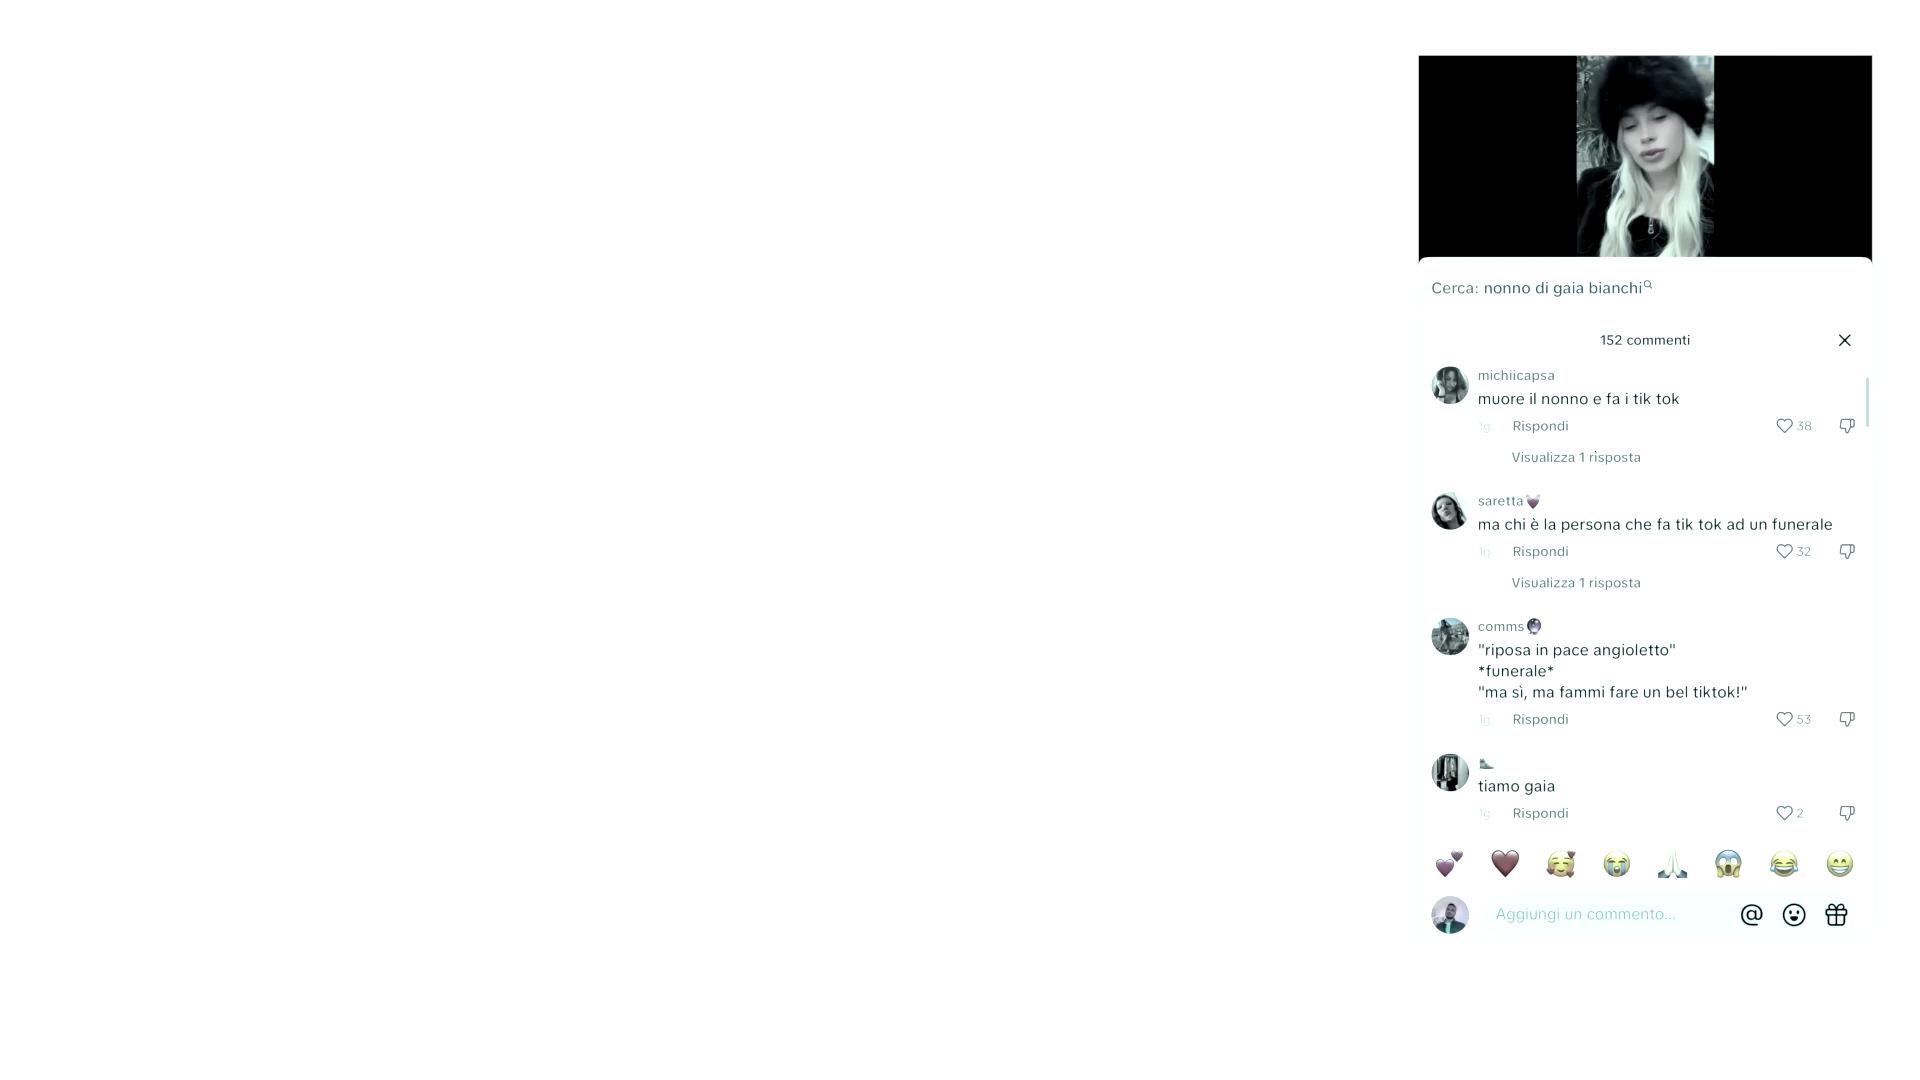 Cerca: nonno di gaia bianchi
152 commenti
michiicapsa
muore il nonno e fa i tik tok
1g Rispondi 38
Visualizza 1 risposta
saretta
ma chi è la persona che fa tik tok ad un funerale
1g Rispondi 32
Visualizza 1 risposta
comms
"riposa in pace angioletto"
*funerale*
"ma sì, ma fammi fare un bel tiktok!"
1g Rispondi 53
tiamo gaia
1g Rispondi 2
Aggiungi un commento...